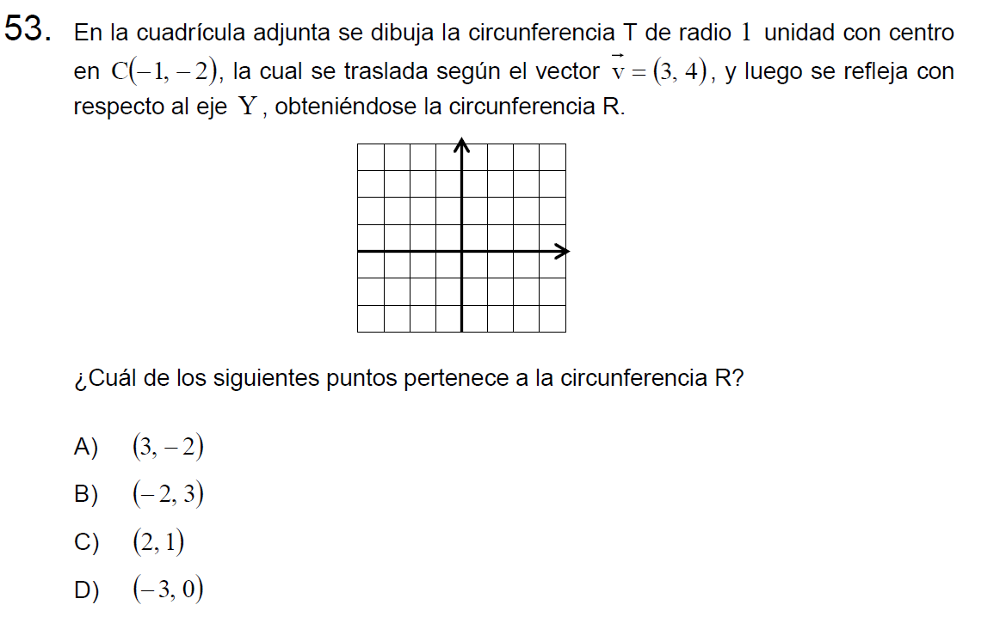 53. En la cuadrícula adjunta se dibuja la circunferencia T de radio 1 unidad con centro
en C(−1, −2), la cual se traslada según el vector v⃗ = (3, 4), y luego se refleja con
respecto al eje Y, obteniéndose la circunferencia R.
¿Cuál de los siguientes puntos pertenece a la circunferencia R?
A) (3, −2)
B) (−2, 3)
C) (2, 1)
D) (−3, 0)